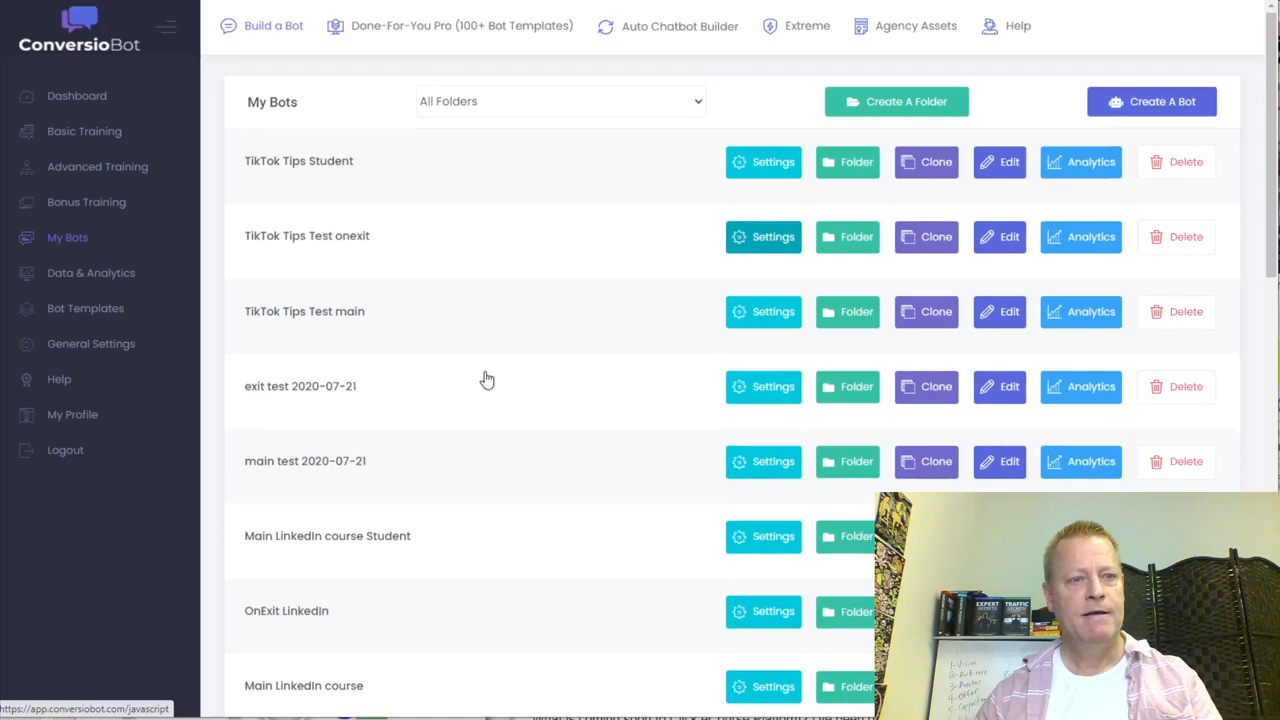 ConversioBot
Build a Bot
Done-For-You Pro (100+ Bot Templates)
Auto Chatbot Builder
Extreme
Agency Assets
Help
Dashboard
Basic Training
Advanced Training
Bonus Training
My Bots
Data & Analytics
Bot Templates
General Settings
Help
My Profile
Logout
My Bots
All Folders
Create A Folder
Create A Bot
TikTok Tips Student
Settings Folder Clone Edit Analytics Delete
TikTok Tips Test onexit
Settings Folder Clone Edit Analytics Delete
TikTok Tips Test main
Settings Folder Clone Edit Analytics Delete
exit test 2020-07-21
Settings Folder Clone Edit Analytics Delete
main test 2020-07-21
Settings Folder Clone Edit Analytics Delete
Main LinkedIn course Student
Settings Folder
OnExit LinkedIn
Settings Folder
Main LinkedIn course
Settings Folder
EXPERT
SECRETS
TRAFFIC
SECRETS
https://app.conversiobot.com/javascript